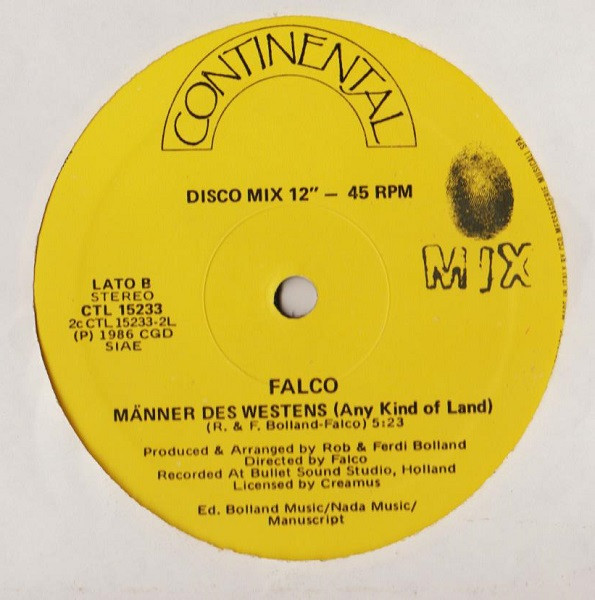 CONTINENTAL
DISCO MIX 12" — 45 RPM
MIX
LATO B
STEREO
CTL 15233
2c CTL 15233-2L
(P) 1986 CGD
SIAE
FALCO
MÄNNER DES WESTENS (Any Kind of Land)
(R. & F. Bolland-Falco) 5:23
Produced & Arranged by Rob & Ferdi Bolland
Directed by Falco
Recorded At Bullet Sound Studio, Holland
Licensed by Creamus
Ed. Bolland Music/Nada Music/
Manuscript